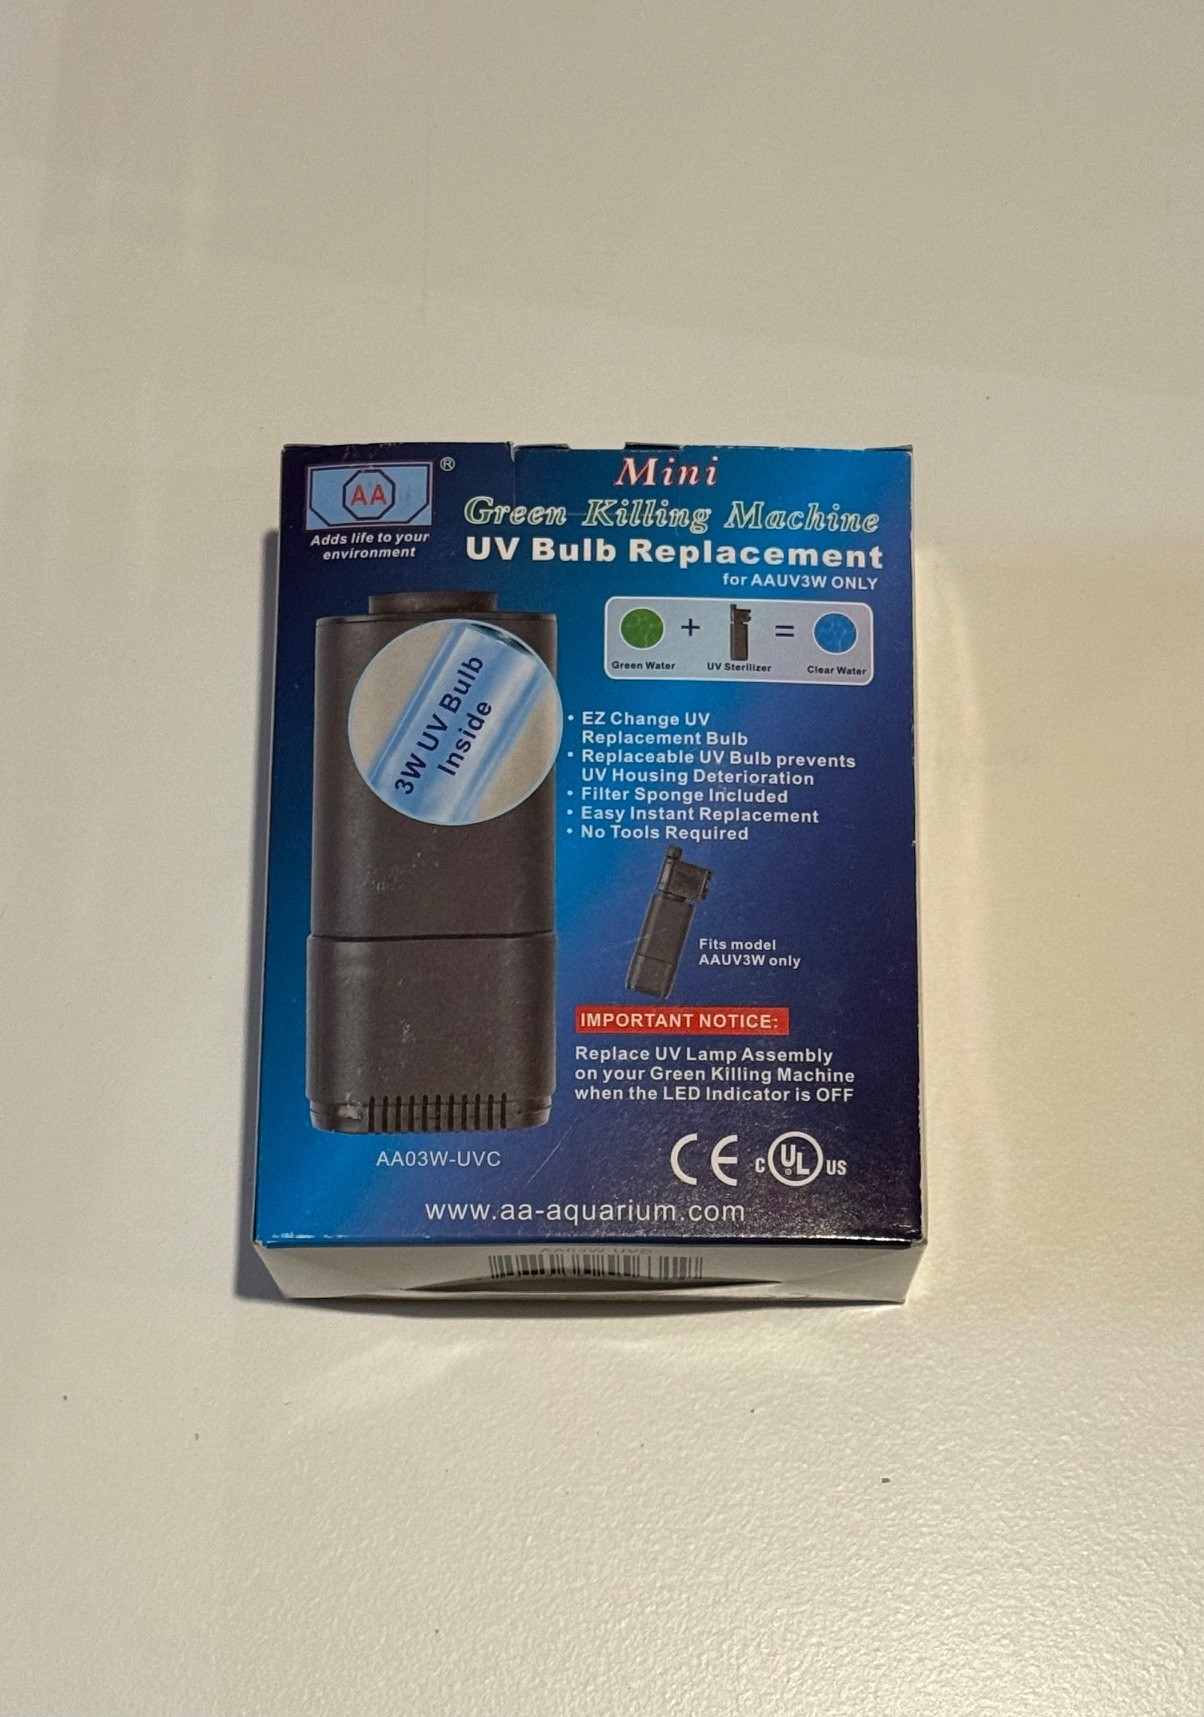 AA ®
Adds life to your
environment
Mini
Green Killing Machine
UV Bulb Replacement
for AAUV3W ONLY
+ =
Green Water UV Sterilizer Clear Water
3W UV Bulb
Inside
• EZ Change UV
Replacement Bulb
• Replaceable UV Bulb prevents
UV Housing Deterioration
• Filter Sponge Included
• Easy Instant Replacement
• No Tools Required
Fits model
AAUV3W only
IMPORTANT NOTICE:
Replace UV Lamp Assembly
on your Green Killing Machine
when the LED Indicator is OFF
AA03W-UVC
CE c UL US
www.aa-aquarium.com
AA03W-UVC